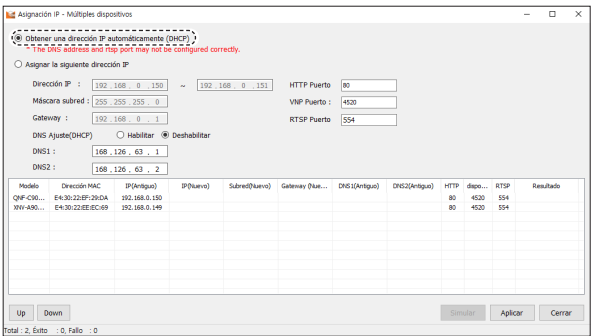 Asignación IP - Múltiples dispositivos
Obtener una dirección IP automáticamente (DHCP)
* The DNS address and rtsp port may not be configured correctly.
Asignar la siguiente dirección IP
Dirección IP : 192 . 168 . 0 . 150 ~ 192 . 168 . 0 . 151 HTTP Puerto 80
Máscara subred : 255 . 255 . 255 . 0 VNP Puerto : 4520
Gateway : 192 . 168 . 0 . 1 RTSP Puerto 554
DNS Ajuste(DHCP) Habilitar Deshabilitar
DNS1 : 168 . 126 . 63 . 1
DNS2 : 168 . 126 . 63 . 2
Modelo Dirección MAC IP(Antiguo) IP(Nuevo) Subred(Nuevo) Gateway (Nue... DNS1(Antiguo) DNS2(Antiguo) HTTP dispo... RTSP Resultado
QNF-C90... E4:30:22:EF:29:DA 192.168.0.150 80 4520 554
XNV-A90... E4:30:22:EE:EC:69 192.168.0.149 80 4520 554
Up Down Simular Aplicar Cerrar
Total : 2, Éxito : 0, Fallo : 0